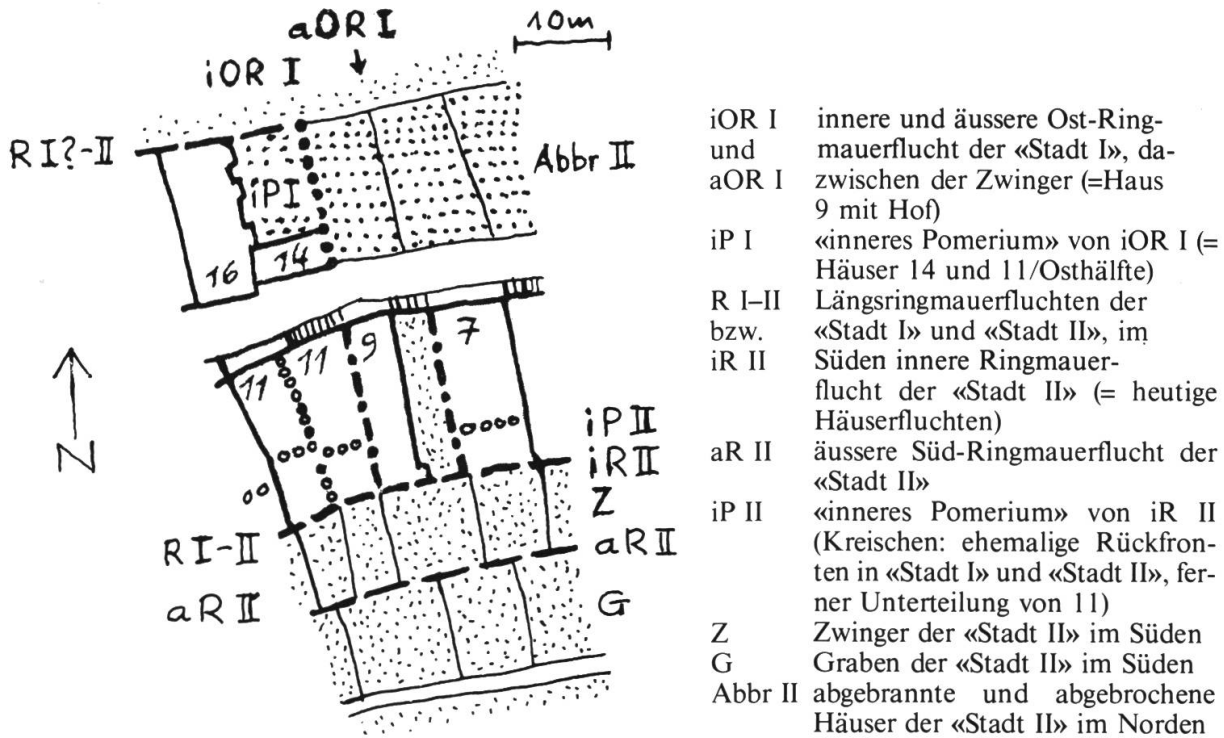 aOR I
10m
iOR I
R I?-II
iP I
Abbr II
16
14
11
11
9
7
N
iP II
iR II
Z
aR II
R I-II
aR II
G
iOR I innere und äussere Ost-Ring-
und mauerflucht der «Stadt I», da-
aOR I zwischen der Zwinger (=Haus
9 mit Hof)
iP I «inneres Pomerium» von iOR I (=
Häuser 14 und 11/Osthälfte)
R I–II Längsringmauerfluchten der
bzw. «Stadt I» und «Stadt II», im
iR II Süden innere Ringmauer-
flucht der «Stadt II» (= heutige
Häuserfluchten)
aR II äussere Süd-Ringmauerflucht der
«Stadt II»
iP II «inneres Pomerium» von iR II
(Kreischen: ehemalige Rückfron-
ten in «Stadt I» und «Stadt II», fer-
ner Unterteilung von 11)
Z Zwinger der «Stadt II» im Süden
G Graben der «Stadt II» im Süden
Abbr II abgebrannte und abgebrochene
Häuser der «Stadt II» im Norden